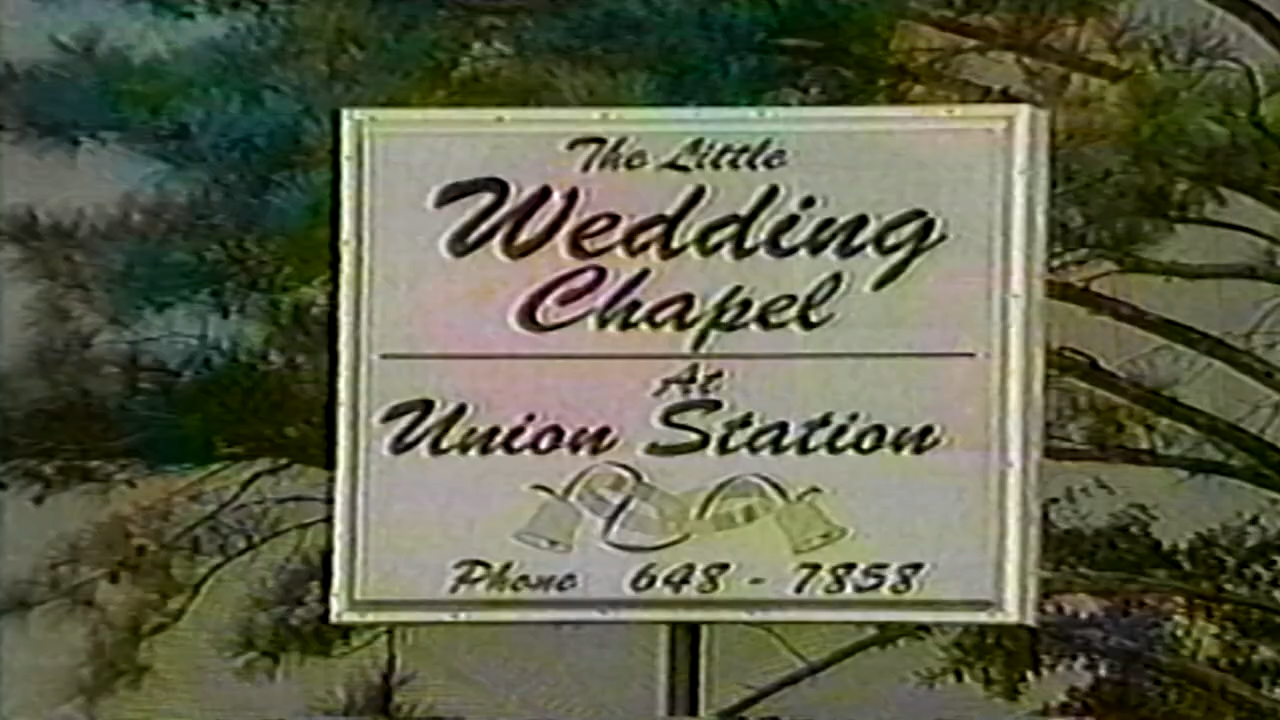 The Little
Wedding
Chapel
At
Union Station
Phone 648 - 7858